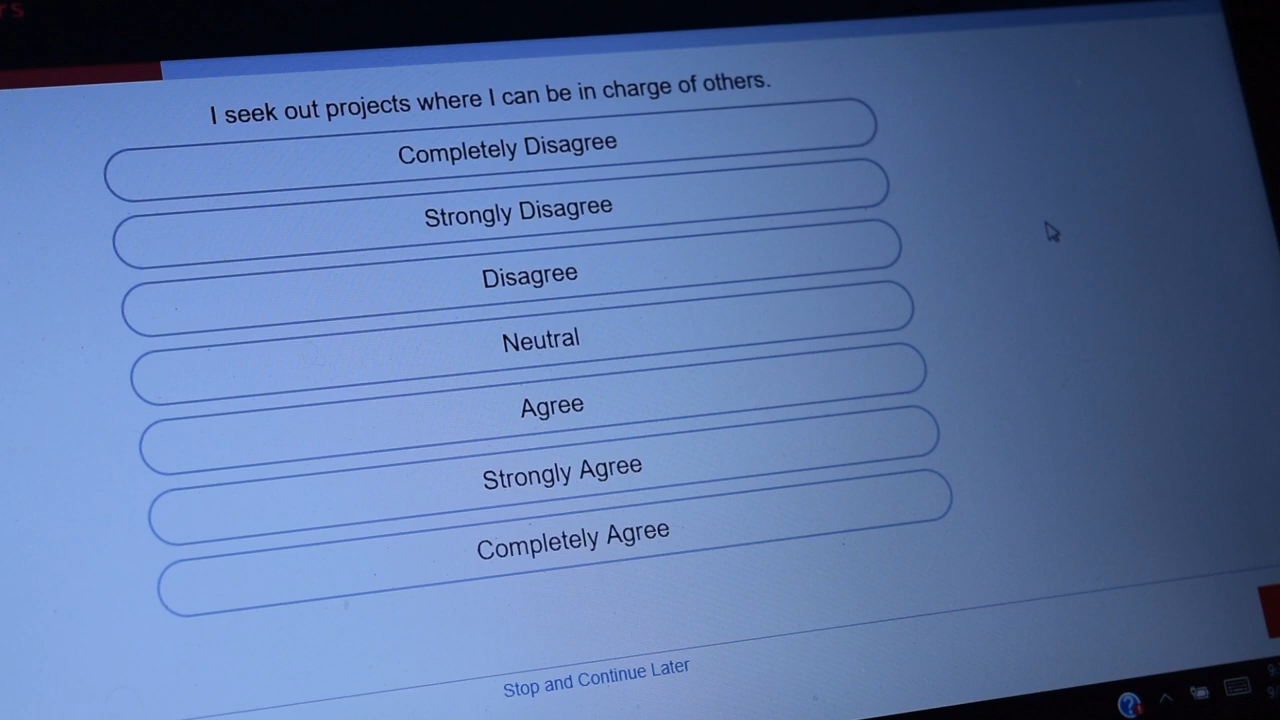 rs
I seek out projects where I can be in charge of others.
Completely Disagree
Strongly Disagree
Disagree
Neutral
Agree
Strongly Agree
Completely Agree
Stop and Continue Later